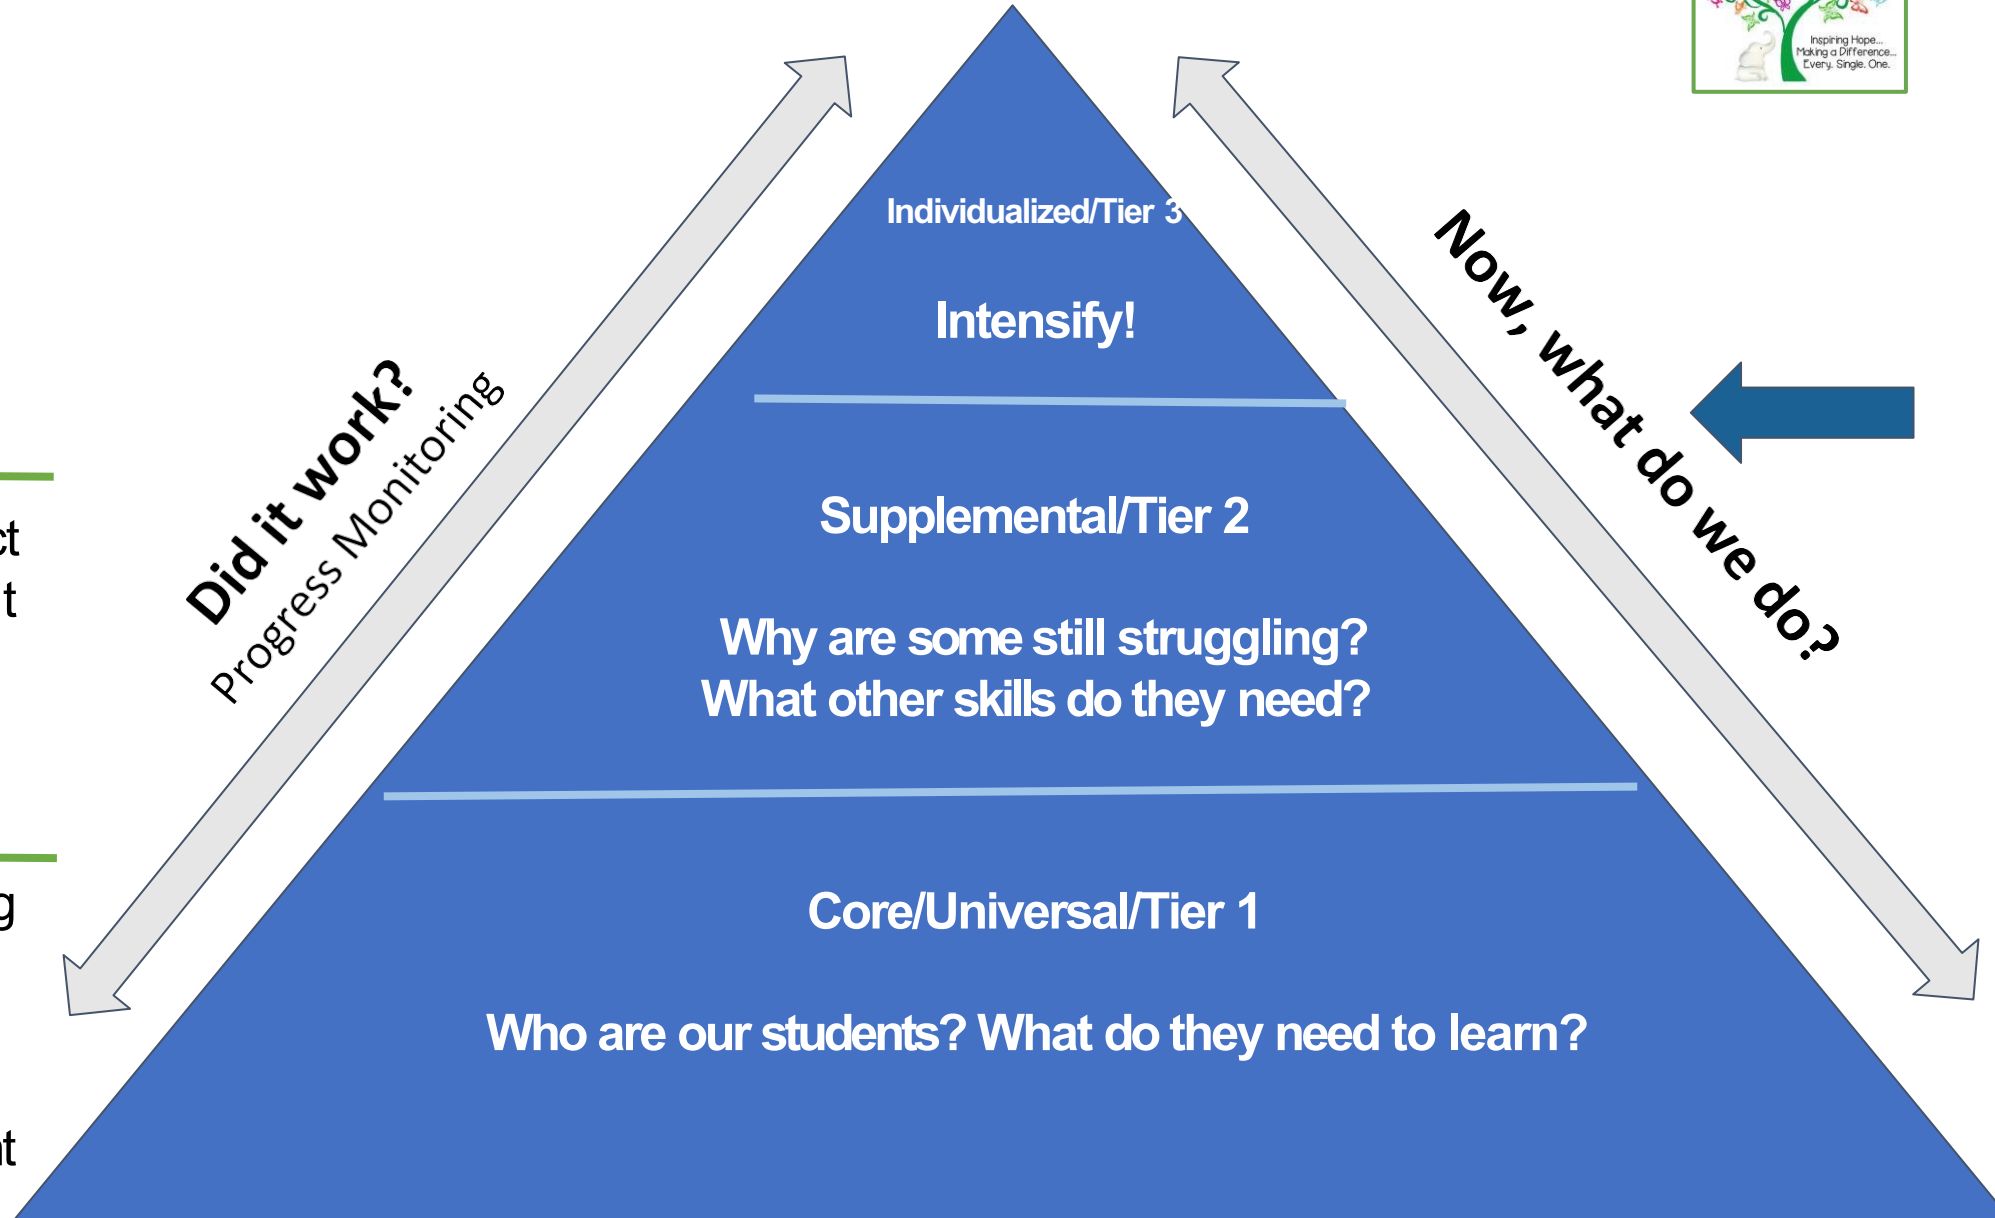 Inspiring Hope...
Making a Difference...
Every. Single. One.
Individualized/Tier 3
Intensify!
Did it work?
Progress Monitoring
Now, what do we do?
Supplemental/Tier 2
Why are some still struggling?
What other skills do they need?
Core/Universal/Tier 1
Who are our students? What do they need to learn?